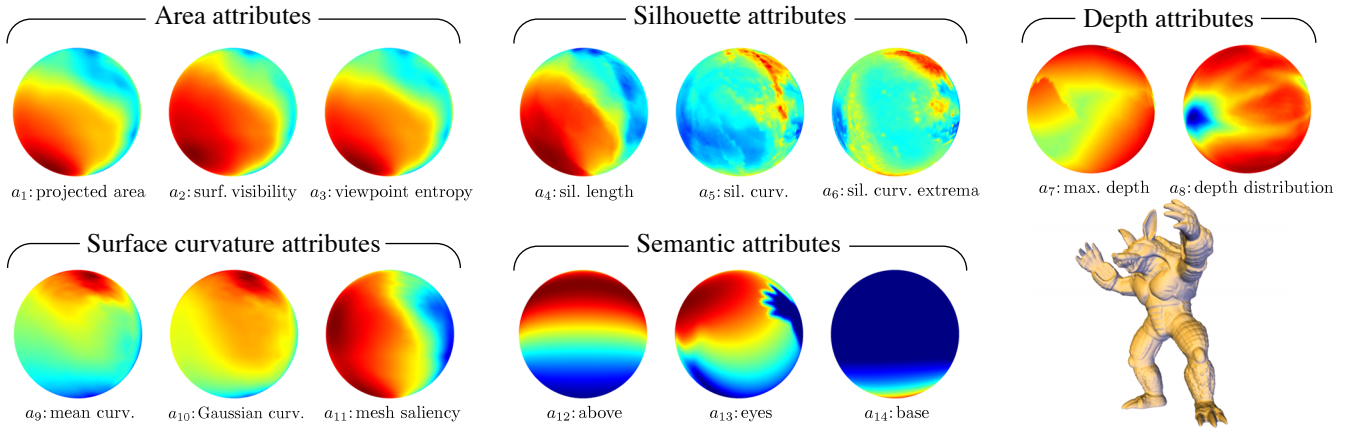 Area attributes
Silhouette attributes
Depth attributes
a₁: projected area
a₂: surf. visibility
a₃: viewpoint entropy
a₄: sil. length
a₅: sil. curv.
a₆: sil. curv. extrema
a₇: max. depth
a₈: depth distribution
Surface curvature attributes
Semantic attributes
a₉: mean curv.
a₁₀: Gaussian curv.
a₁₁: mesh saliency
a₁₂: above
a₁₃: eyes
a₁₄: base